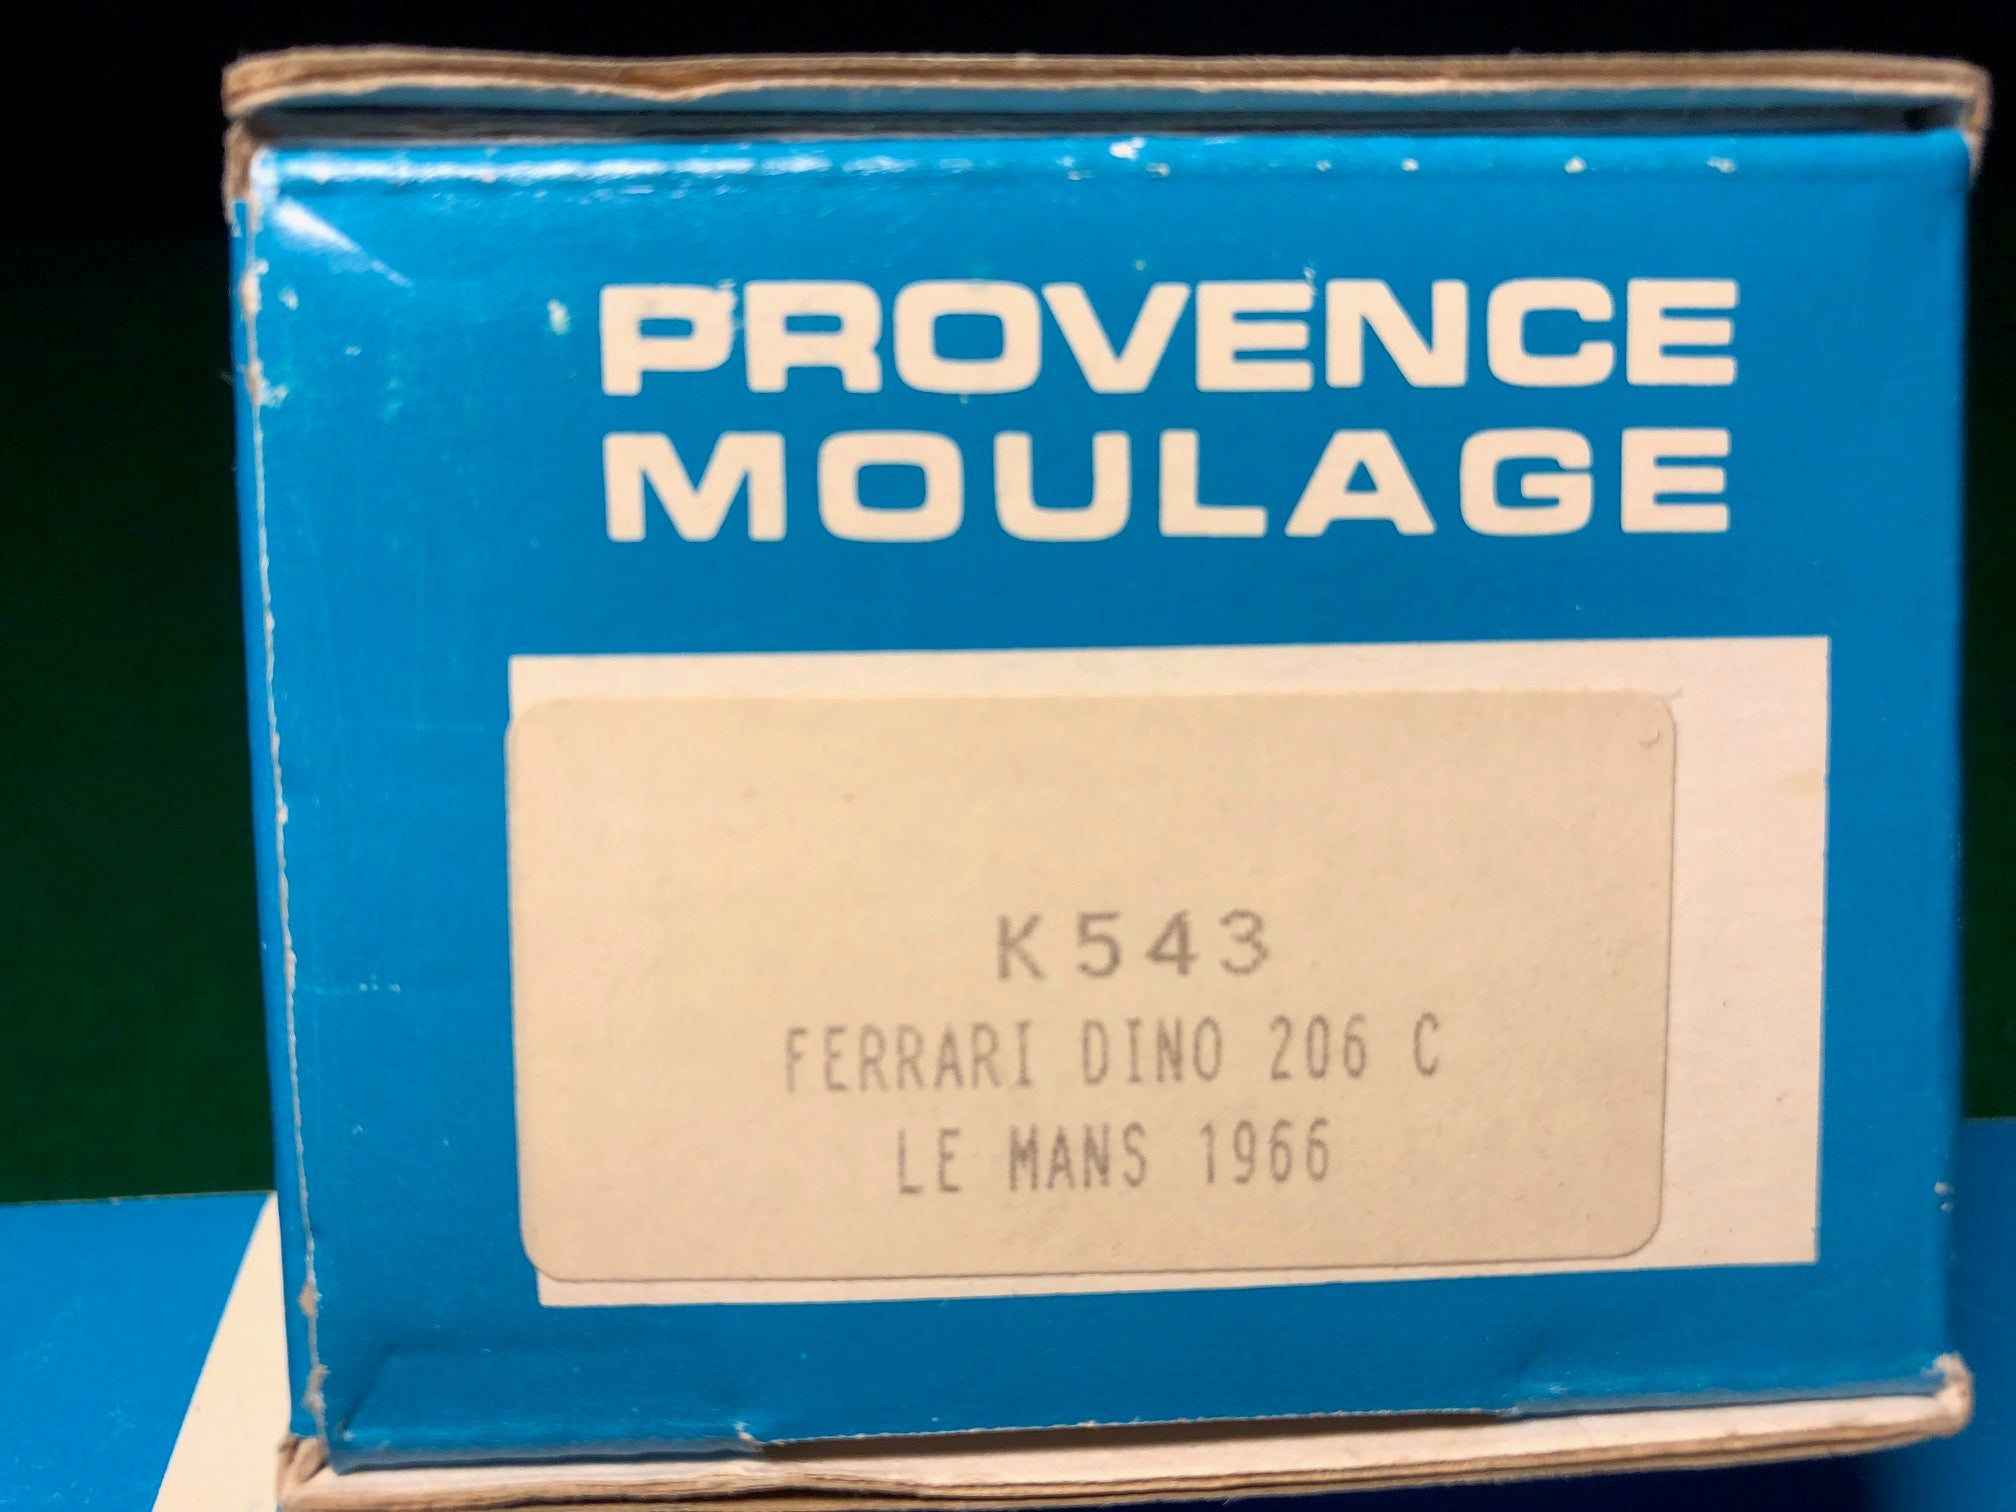 PROVENCE
MOULAGE
K543
FERRARI DINO 206 C
LE MANS 1966